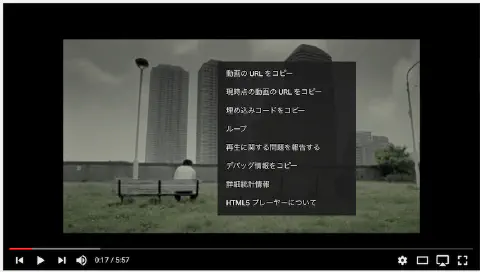 動画の URL をコピー
現時点の動画の URL をコピー
埋め込みコードをコピー
ループ
再生に関する問題を報告する
デバッグ情報をコピー
詳細統計情報
HTML5 プレーヤーについて
0:17 / 5:57